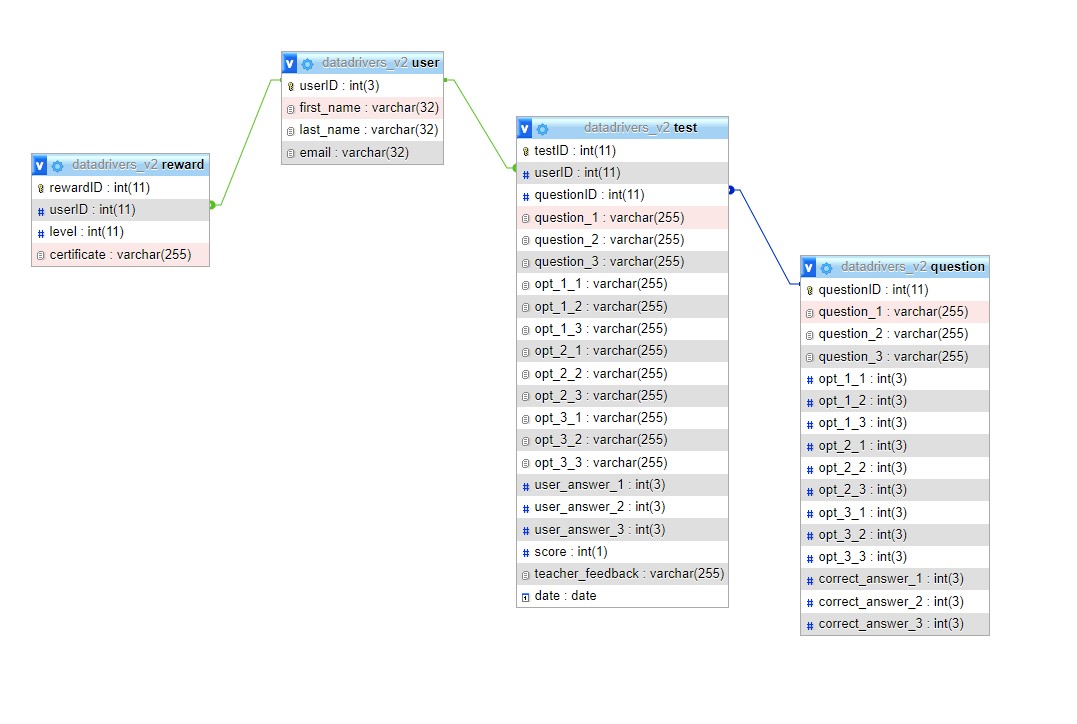 datadrivers_v2 user
userID : int(3)
first_name : varchar(32)
last_name : varchar(32)
email : varchar(32)
datadrivers_v2 reward
rewardID : int(11)
userID : int(11)
level : int(11)
certificate : varchar(255)
datadrivers_v2 test
testID : int(11)
userID : int(11)
questionID : int(11)
question_1 : varchar(255)
question_2 : varchar(255)
question_3 : varchar(255)
opt_1_1 : varchar(255)
opt_1_2 : varchar(255)
opt_1_3 : varchar(255)
opt_2_1 : varchar(255)
opt_2_2 : varchar(255)
opt_2_3 : varchar(255)
opt_3_1 : varchar(255)
opt_3_2 : varchar(255)
opt_3_3 : varchar(255)
user_answer_1 : int(3)
user_answer_2 : int(3)
user_answer_3 : int(3)
score : int(1)
teacher_feedback : varchar(255)
date : date
datadrivers_v2 question
questionID : int(11)
question_1 : varchar(255)
question_2 : varchar(255)
question_3 : varchar(255)
opt_1_1 : int(3)
opt_1_2 : int(3)
opt_1_3 : int(3)
opt_2_1 : int(3)
opt_2_2 : int(3)
opt_2_3 : int(3)
opt_3_1 : int(3)
opt_3_2 : int(3)
opt_3_3 : int(3)
correct_answer_1 : int(3)
correct_answer_2 : int(3)
correct_answer_3 : int(3)